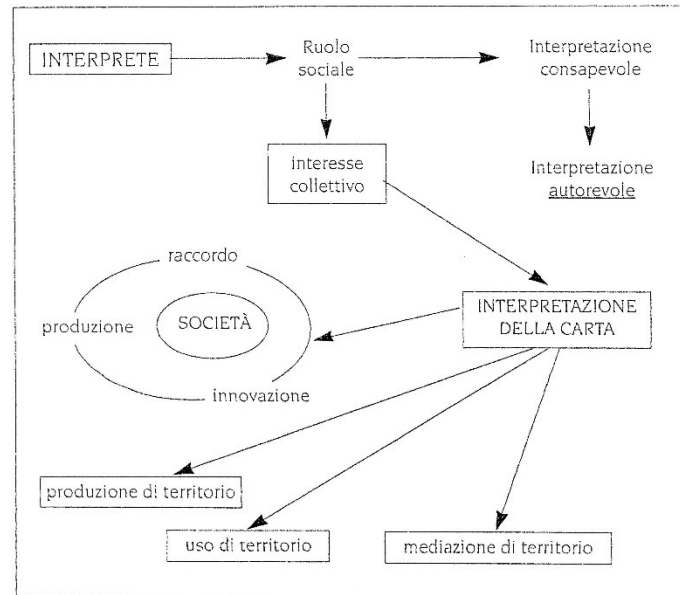 INTERPRETE
Ruolo
sociale
Interpretazione
consapevole
interesse
collettivo
Interpretazione
autorevole
raccordo
produzione
SOCIETÀ
innovazione
INTERPRETAZIONE
DELLA CARTA
produzione di territorio
uso di territorio
mediazione di territorio